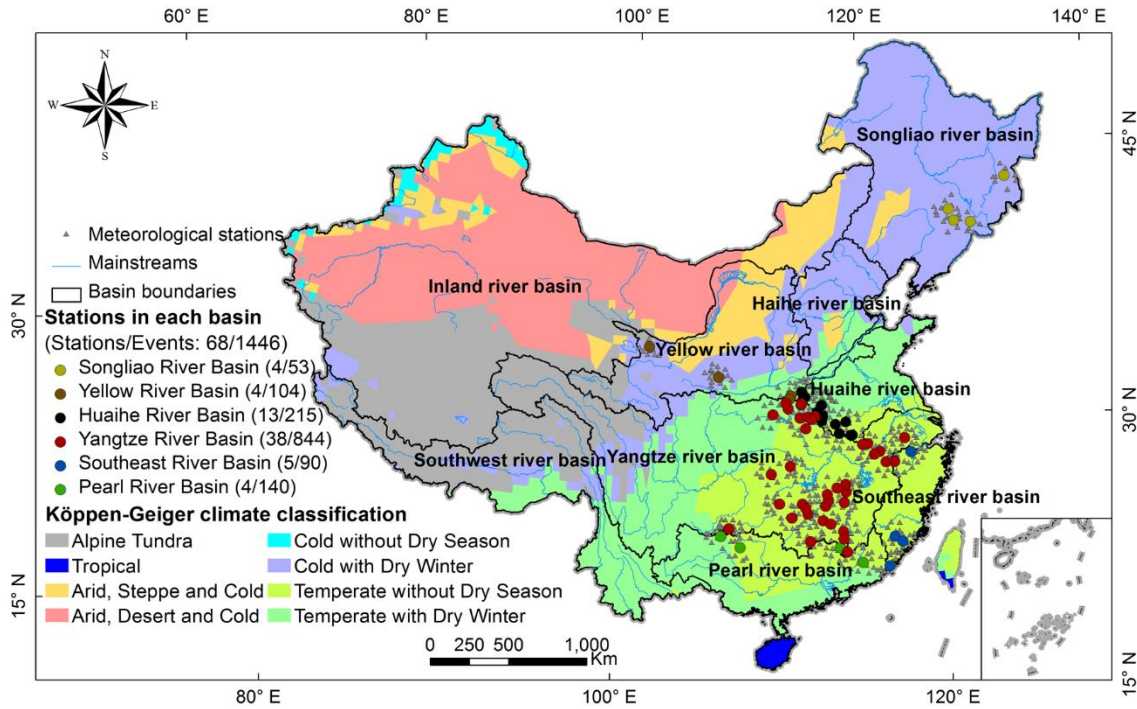 60° E 80° E 100° E 120° E 140° E
N
W E
S
45° N
30° N
15° N
45° N
30° N
15° N
Songliao river basin
Inland river basin
Haihe river basin
Yellow river basin
Huaihe river basin
Southwest river basin
Yangtze river basin
Southeast river basin
Pearl river basin
Meteorological stations
Mainstreams
Basin boundaries
Stations in each basin
(Stations/Events: 68/1446)
Songliao River Basin (4/53)
Yellow River Basin (4/104)
Huaihe River Basin (13/215)
Yangtze River Basin (38/844)
Southeast River Basin (5/90)
Pearl River Basin (4/140)
Köppen-Geiger climate classification
Alpine Tundra
Tropical
Arid, Steppe and Cold
Arid, Desert and Cold
Cold without Dry Season
Cold with Dry Winter
Temperate without Dry Season
Temperate with Dry Winter
0 250 500 1,000
Km
80° E 100° E 120° E